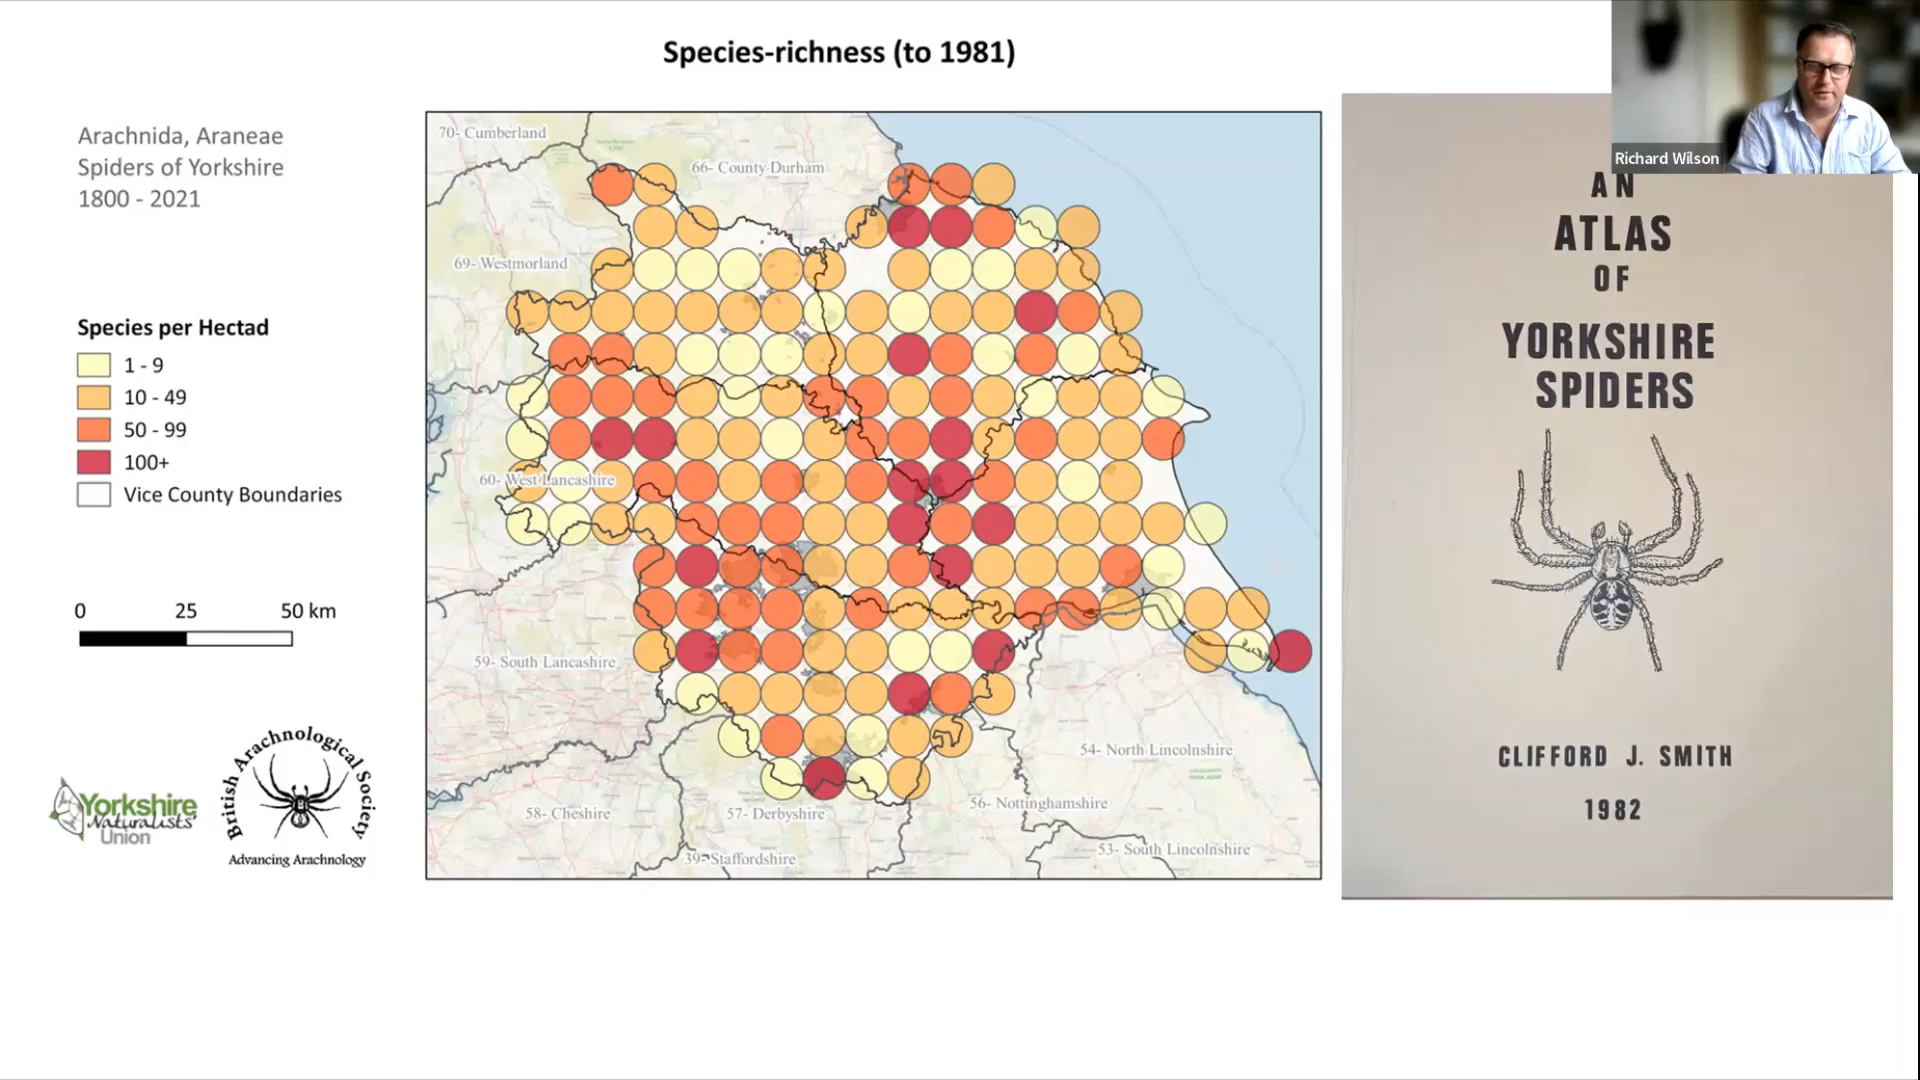 Species-richness (to 1981)
Arachnida, Araneae
Spiders of Yorkshire
1800 - 2021
Species per Hectad
1 - 9
10 - 49
50 - 99
100+
Vice County Boundaries
0 25 50 km
Yorkshire
Naturalists'
Union
British Arachnological Society
Advancing Arachnology
70- Cumberland
66- County Durham
69- Westmorland
60- West Lancashire
59- South Lancashire
54- North Lincolnshire
58- Cheshire
57- Derbyshire
56- Nottinghamshire
39- Staffordshire
53- South Lincolnshire
Richard Wilson
AN
ATLAS
OF
YORKSHIRE
SPIDERS
CLIFFORD J. SMITH
1982